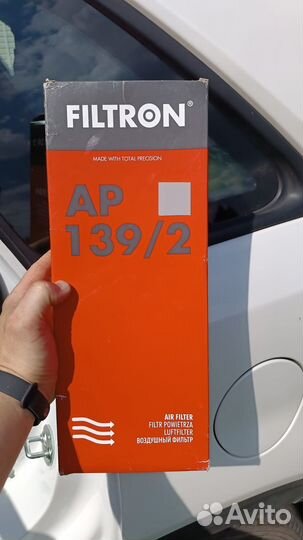 FILTRON®
MADE WITH TOTAL PRECISION
AP
139/2
AIR FILTER
FILTR POWIETRZA
LUFTFILTER
ВОЗДУШНЫЙ ФИЛЬТР
Avito